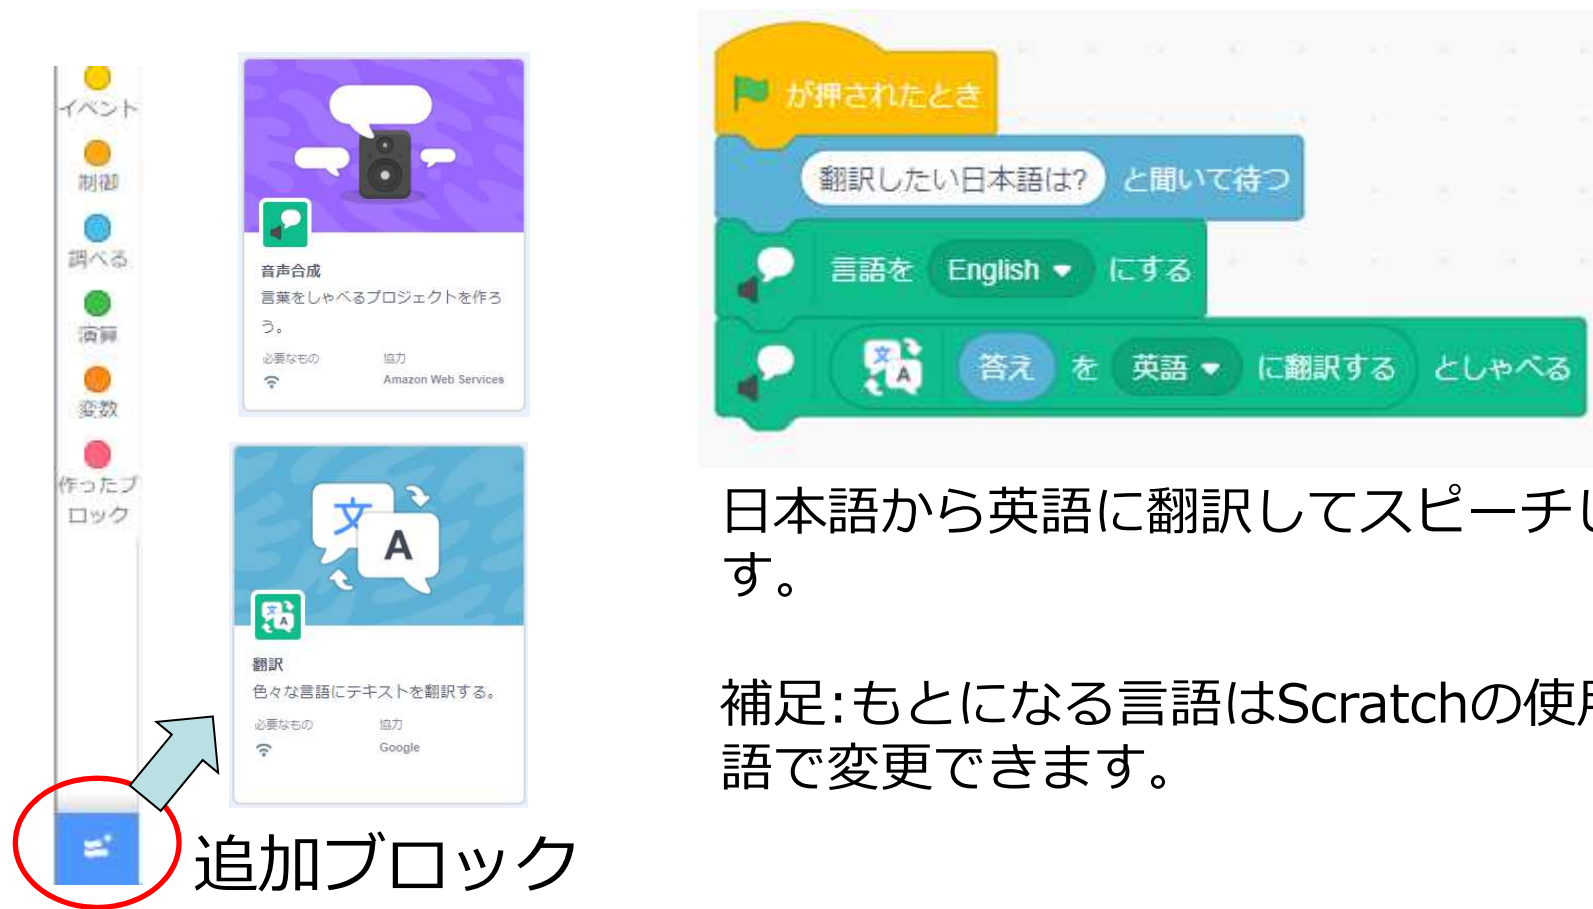 イベント
制御
調べる
演算
変数
作ったブ
ロック
音声合成
言葉をしゃべるプロジェクトを作ろ
う。
必要なもの 協力
Amazon Web Services
文
A
翻訳
色々な言語にテキストを翻訳する。
必要なもの 協力
Google
追加ブロック
が押されたとき
翻訳したい日本語は? と聞いて待つ
言語を English にする
文A 答え を 英語 に翻訳する としゃべる
日本語から英語に翻訳してスピーチし
す。
補足:もとになる言語はScratchの使
語で変更できます。